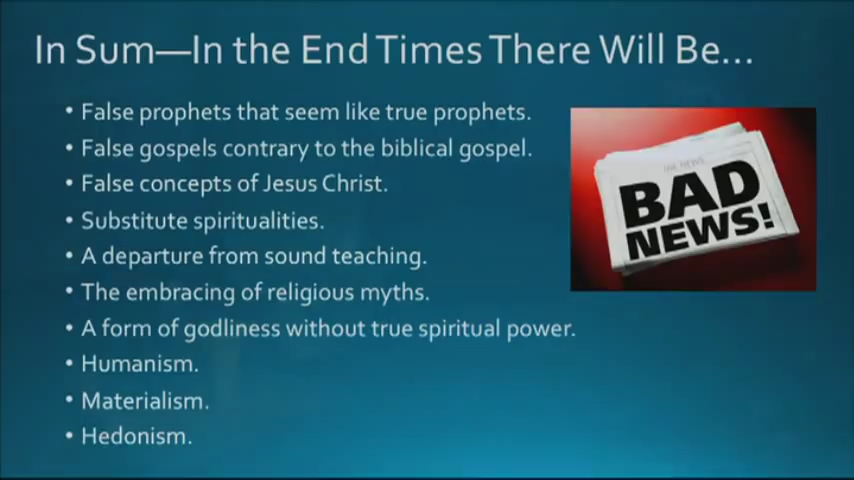 In Sum—In the End Times There Will Be...
• False prophets that seem like true prophets.
• False gospels contrary to the biblical gospel.
• False concepts of Jesus Christ.
• Substitute spiritualities.
• A departure from sound teaching.
• The embracing of religious myths.
• A form of godliness without true spiritual power.
• Humanism.
• Materialism.
• Hedonism.
BAD
NEWS!